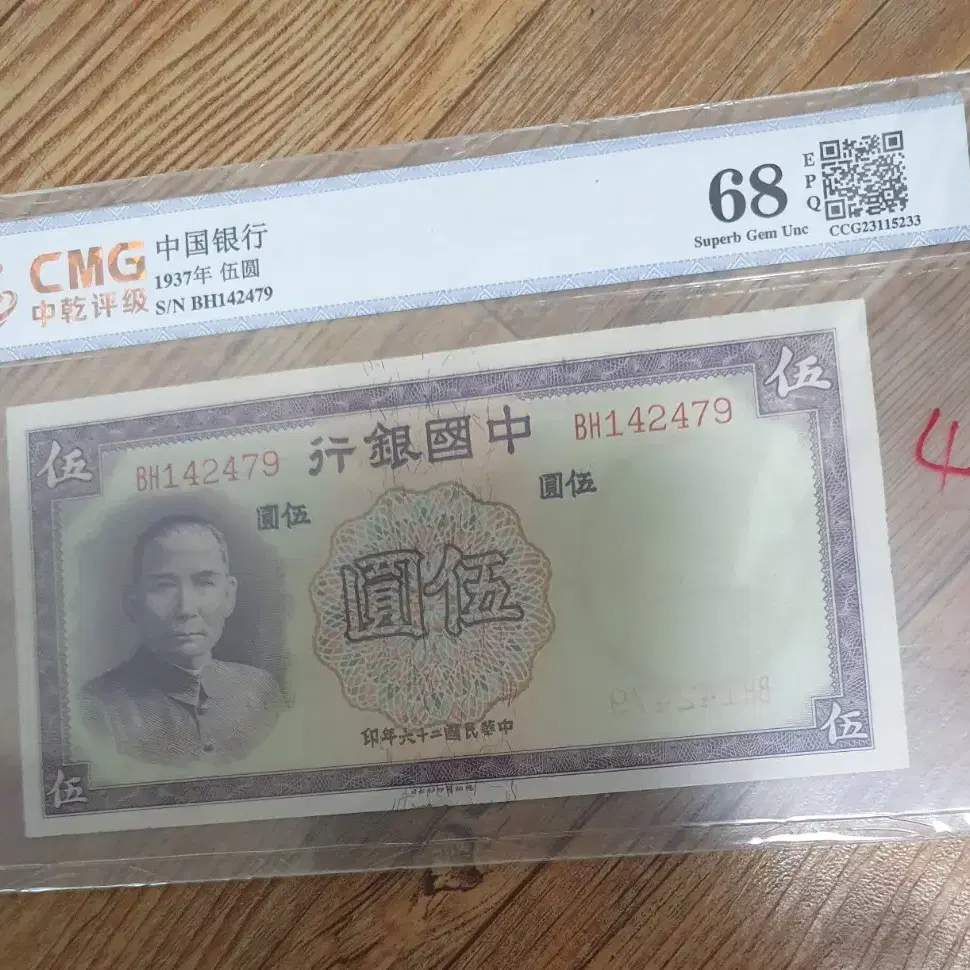 CMG
中乾评级
中国银行
1937年 伍圆
S/N BH142479
68
EPQ
Superb Gem Unc
CCG23115233
伍
伍
BH142479
行銀國中
BH142479
圓伍
圓伍
圓伍
印年六十二國民華中
伍
伍
4